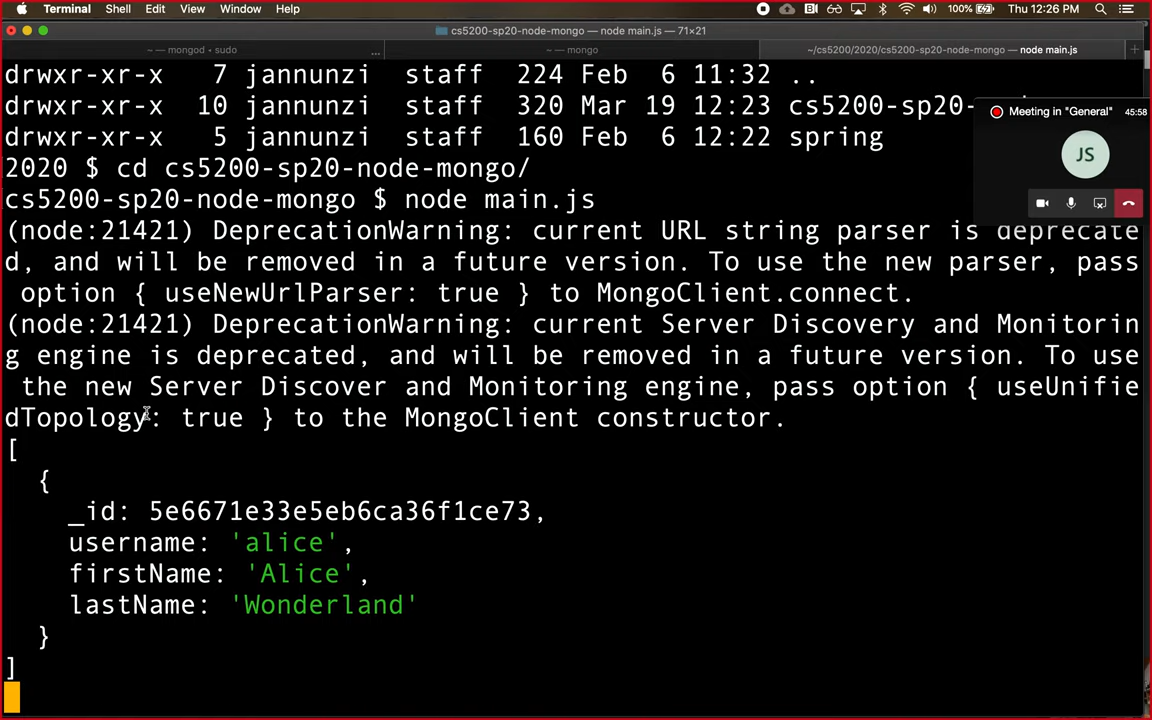 Terminal Shell Edit View Window Help 100% Thu 12:26 PM
cs5200-sp20-node-mongo — node main.js — 71×21
~ — mongod ◂ sudo ... ~ — mongo ~/cs5200/2020/cs5200-sp20-node-mongo — node main.js +
drwxr-xr-x 7 jannunzi staff 224 Feb 6 11:32 ..
drwxr-xr-x 10 jannunzi staff 320 Mar 19 12:23 cs5200-sp20-
Meeting in "General" 45:58
drwxr-xr-x 5 jannunzi staff 160 Feb 6 12:22 spring
JS
2020 $ cd cs5200-sp20-node-mongo/
cs5200-sp20-node-mongo $ node main.js
(node:21421) DeprecationWarning: current URL string parser is deprecate
d, and will be removed in a future version. To use the new parser, pass
option { useNewUrlParser: true } to MongoClient.connect.
(node:21421) DeprecationWarning: current Server Discovery and Monitorin
g engine is deprecated, and will be removed in a future version. To use
the new Server Discover and Monitoring engine, pass option { useUnifie
dTopology: true } to the MongoClient constructor.
[
{
_id: 5e6671e33e5eb6ca36f1ce73,
username: 'alice',
firstName: 'Alice',
lastName: 'Wonderland'
}
]